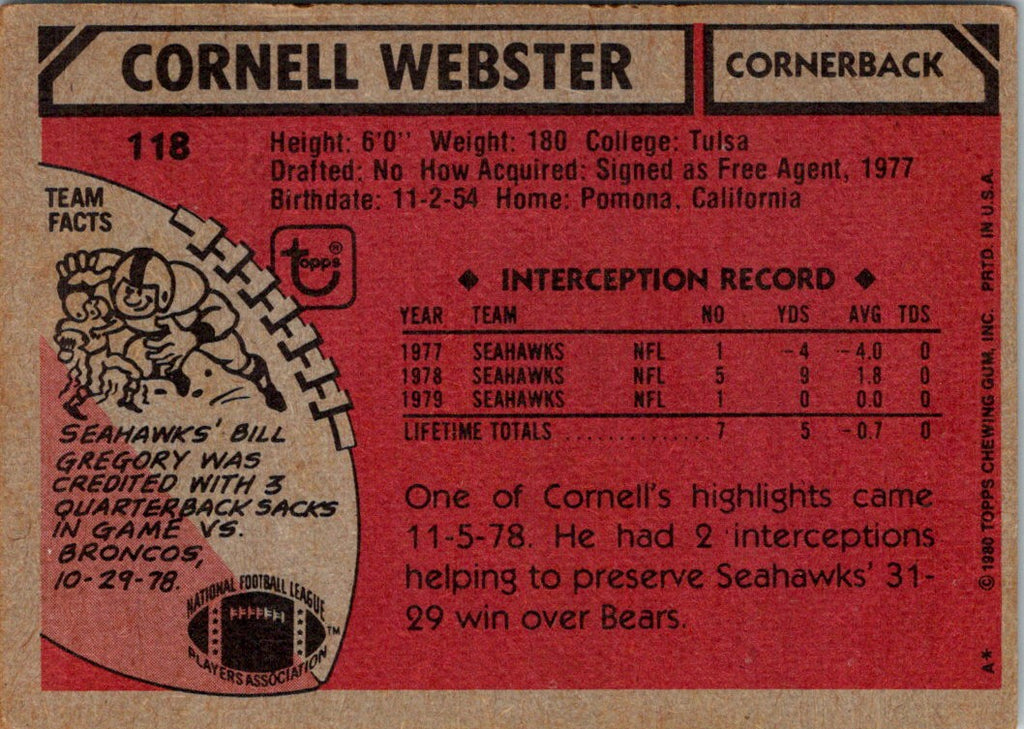 CORNELL WEBSTER
CORNERBACK
118
Height: 6'0" Weight: 180 College: Tulsa
Drafted: No How Acquired: Signed as Free Agent, 1977
Birthdate: 11-2-54 Home: Pomona, California
TEAM
FACTS
topps®
SEAHAWKS' BILL
GREGORY WAS
CREDITED WITH 3
QUARTERBACK SACKS
IN GAME VS.
BRONCOS,
10-29-78.
NATIONAL FOOTBALL LEAGUE
PLAYERS ASSOCIATION
TM
◆ INTERCEPTION RECORD ◆
YEAR TEAM NO YDS AVG TDS
1977 SEAHAWKS NFL 1 -4 -4.0 0
1978 SEAHAWKS NFL 5 9 1.8 0
1979 SEAHAWKS NFL 1 0 0.0 0
LIFETIME TOTALS .............. 7 5 -0.7 0
One of Cornell's highlights came
11-5-78. He had 2 interceptions
helping to preserve Seahawks' 31-
29 win over Bears.
A* © 1980 TOPPS CHEWING GUM, INC. PRTD. IN U.S.A.